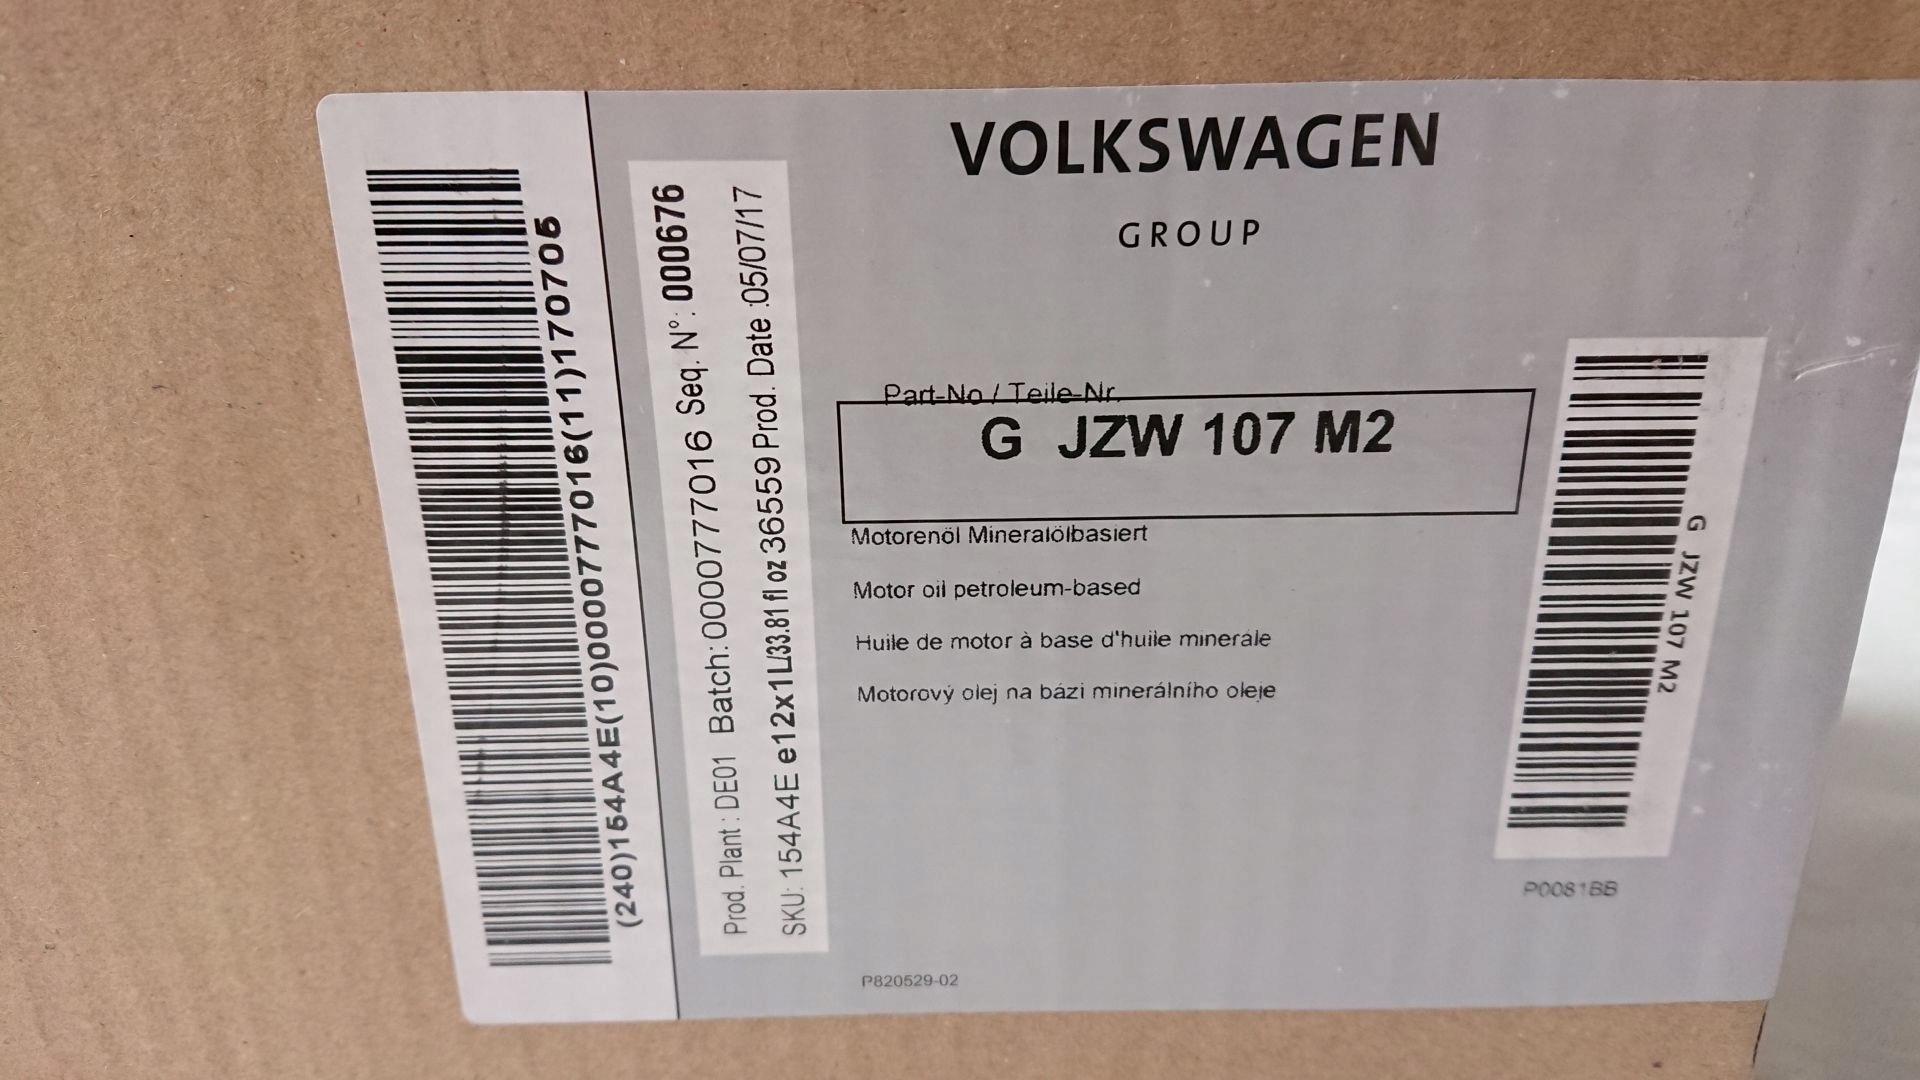 VOLKSWAGEN
GROUP
Part-No / Teile-Nr.
G JZW 107 M2
Motorenöl Mineralölbasiert
Motor oil petroleum-based
Huile de motor à base d'huile minerále
Motorový olej na bázi minerálního oleje
P820529-02
(240)154A4E(10)0000777016(11)170705
Prod. Plant : DE01 Batch: 0000777016 Seq. N°: 000676
SKU: 154A4E e12x1L/33.81 fl oz 36559 Prod. Date :05/07/17
G JZW 107 M2
P0081BB